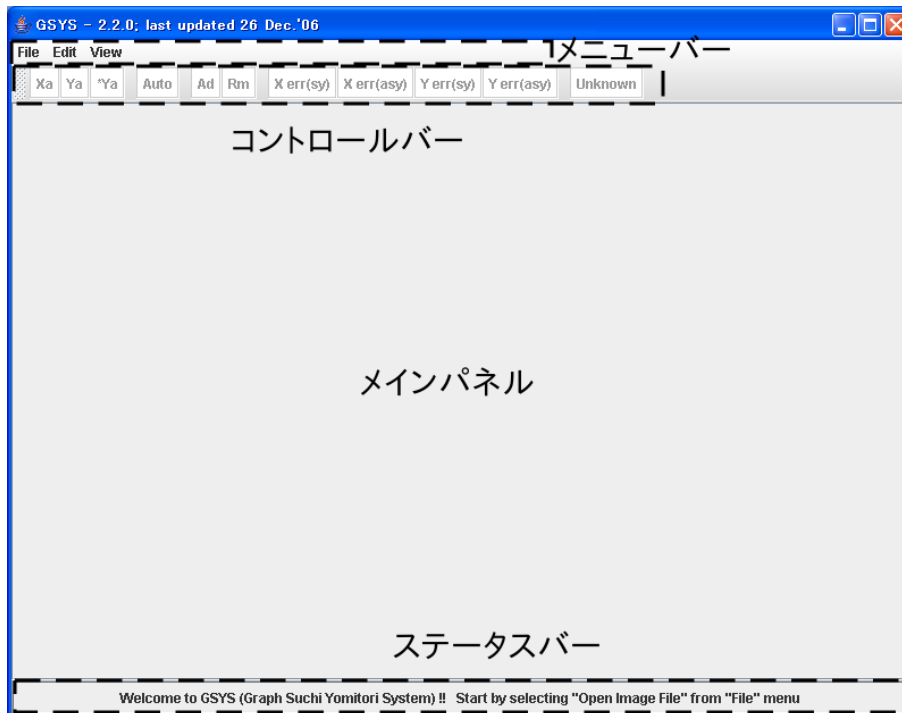 GSYS - 2.2.0; last updated 26 Dec.'06
File Edit View
メニューバー
Xa Ya *Ya Auto Ad Rm X err(sy) X err(asy) Y err(sy) Y err(asy) Unknown
コントロールバー
メインパネル
ステータスバー
Welcome to GSYS (Graph Suchi Yomitori System) !! Start by selecting "Open Image File" from "File" menu